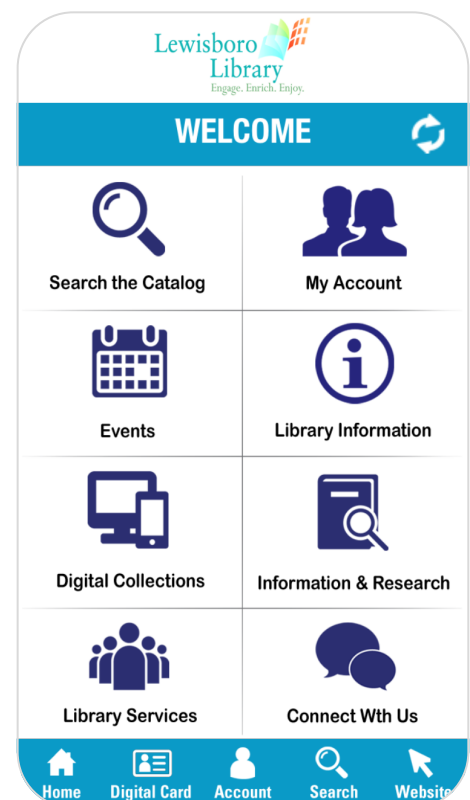 Lewisboro
Library
Engage. Enrich. Enjoy.
WELCOME
Search the Catalog
My Account
Events
Library Information
Digital Collections
Information & Research
Library Services
Connect Wth Us
Home Digital Card Account Search Website